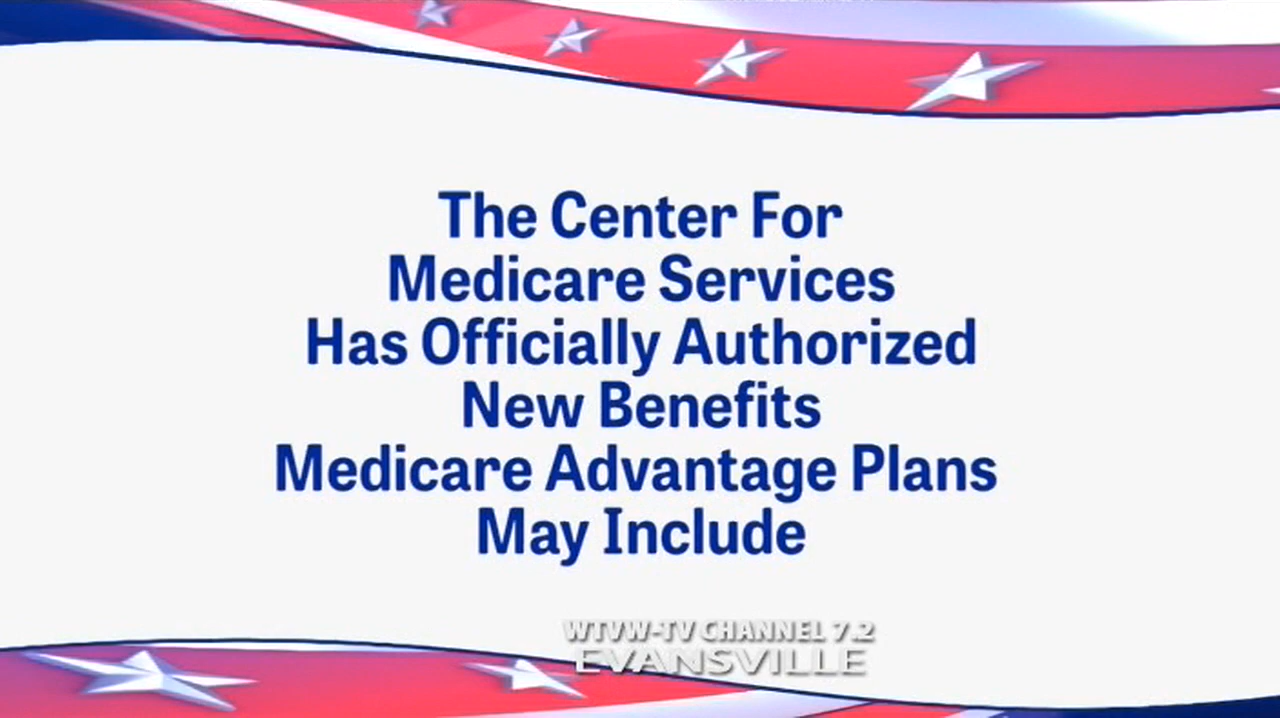 The Center For
Medicare Services
Has Officially Authorized
New Benefits
Medicare Advantage Plans
May Include
WTVW-TV CHANNEL 7.2
EVANSVILLE